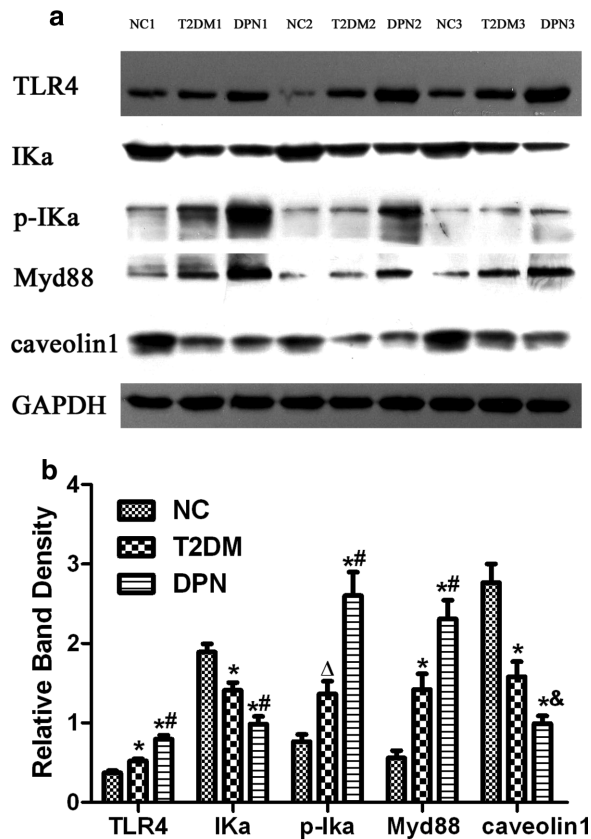 a
NC1 T2DM1 DPN1 NC2 T2DM2 DPN2 NC3 T2DM3 DPN3
TLR4
IKa
p-IKa
Myd88
caveolin1
GAPDH
b
4
3
2
1
0
Relative Band Density
NC
T2DM
DPN
* *#
* *#
Δ *#
* *#
* *&
TLR4 IKa p-Ika Myd88 caveolin1